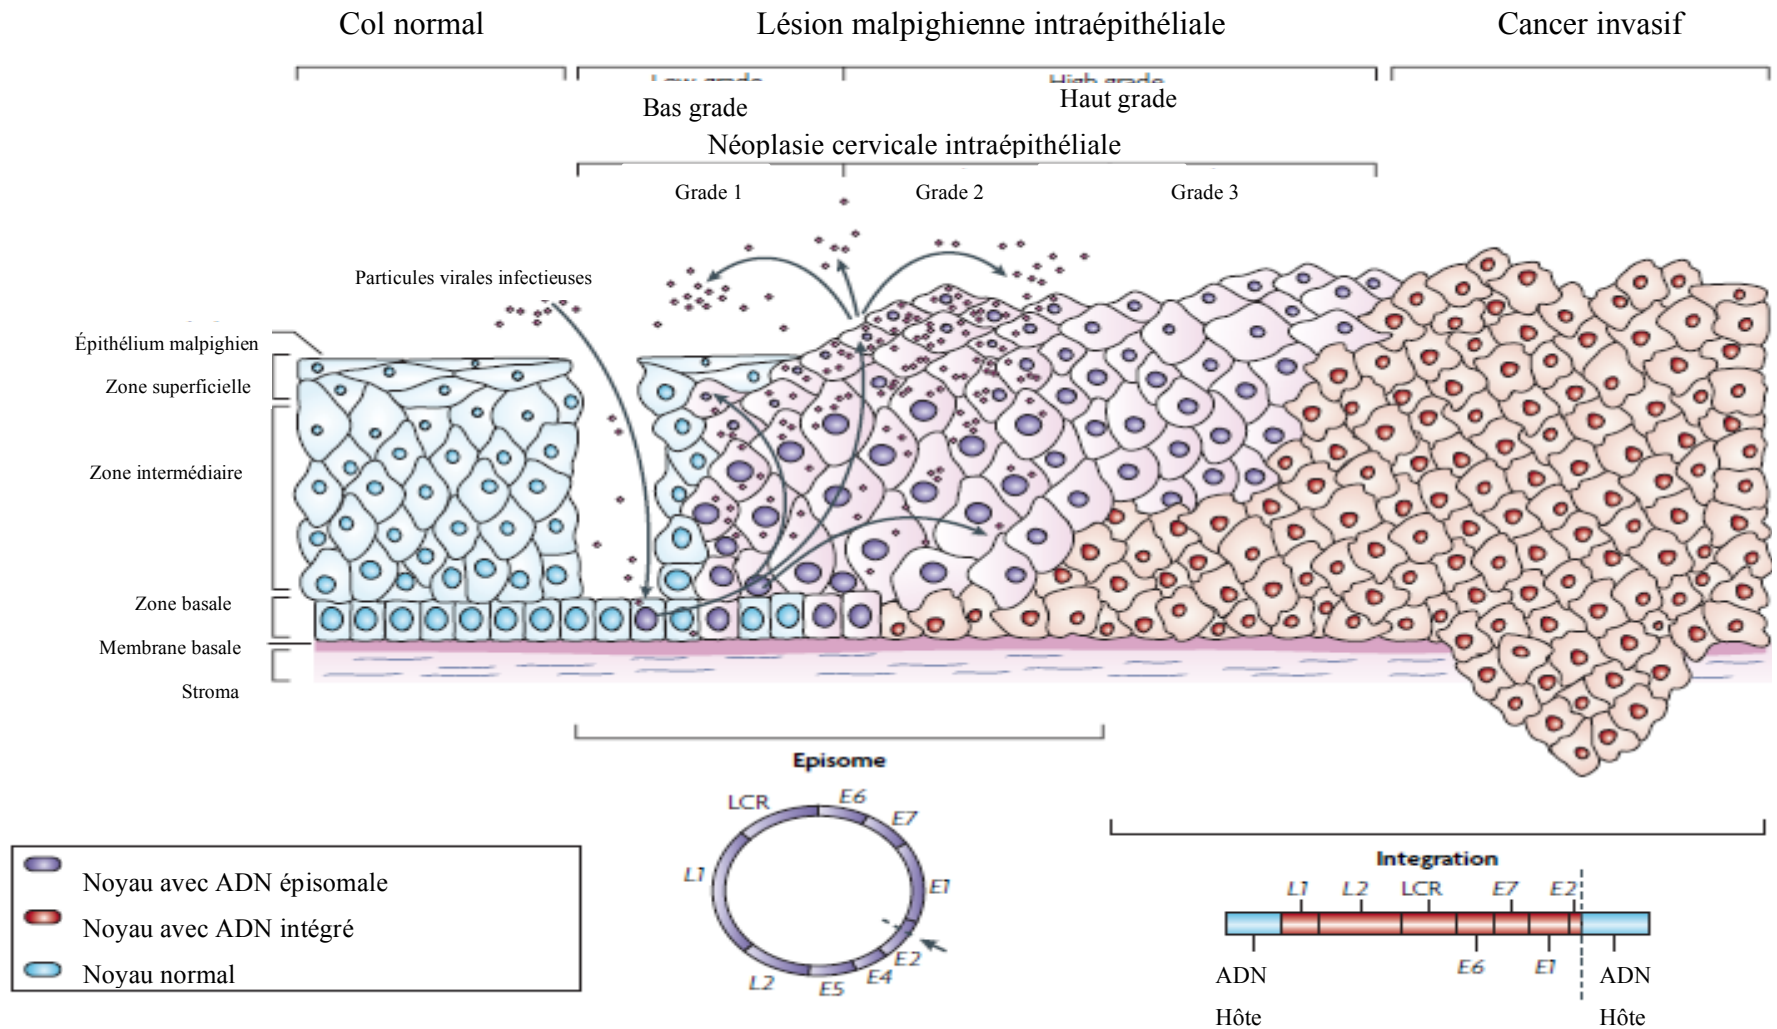 Col normal
Lésion malpighienne intraépithéliale
Cancer invasif
Bas grade
Haut grade
Néoplasie cervicale intraépithéliale
Grade 1
Grade 2
Grade 3
Particules virales infectieuses
Épithélium malpighien
Zone superficielle
Zone intermédiaire
Zone basale
Membrane basale
Stroma
Episome
LCR
E6
E7
L1
E1
E2
E4
E5
L2
Noyau avec ADN épisomale
Noyau avec ADN intégré
Noyau normal
Integration
L1
L2
LCR
E7
E2
E6
E1
ADN
Hôte
ADN
Hôte